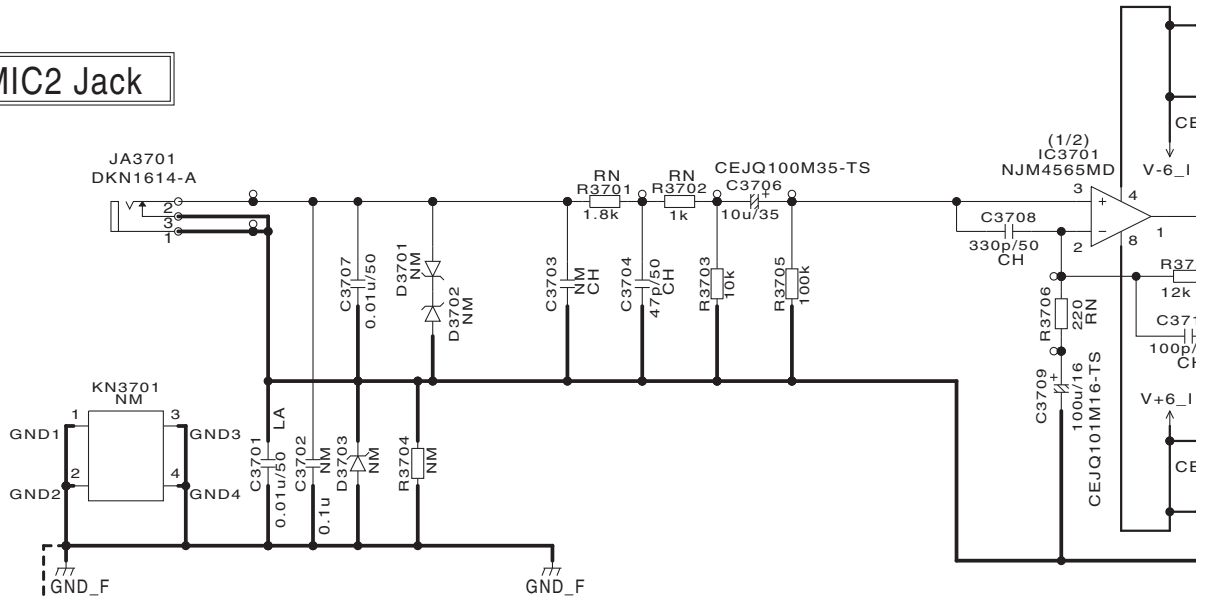 MIC2 Jack
JA3701
DKN1614-A
2
3
1
C3707
0.01u/50
D3701
NM
D3702
NM
RN
R3701
1.8k
RN
R3702
1k
CEJQ100M35-TS
C3706
+
10u/35
C3703
NM
CH
C3704
47p/50
CH
R3703
10k
R3705
100k
(1/2)
IC3701
NJM4565MD
3
+
4
-
2
8
1
C3708
330p/50
CH
V-6_I
CE
R37
12k
R3706
220
RN
C371
100p/
CH
C3709
+
100u/16
CEJQ101M16-TS
V+6_I
CE
KN3701
NM
1
3
GND1
GND3
2
4
GND2
GND4
C3701
0.01u/50
LA
C3702
0.1u
NM
D3703
NM
R3704
NM
GND_F
GND_F